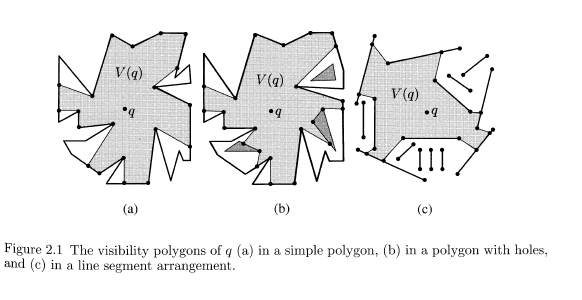 V(q)
q
V(q)
q
V(q)
q
(a)
(b)
(c)
Figure 2.1 The visibility polygons of q (a) in a simple polygon, (b) in a polygon with holes,
and (c) in a line segment arrangement.